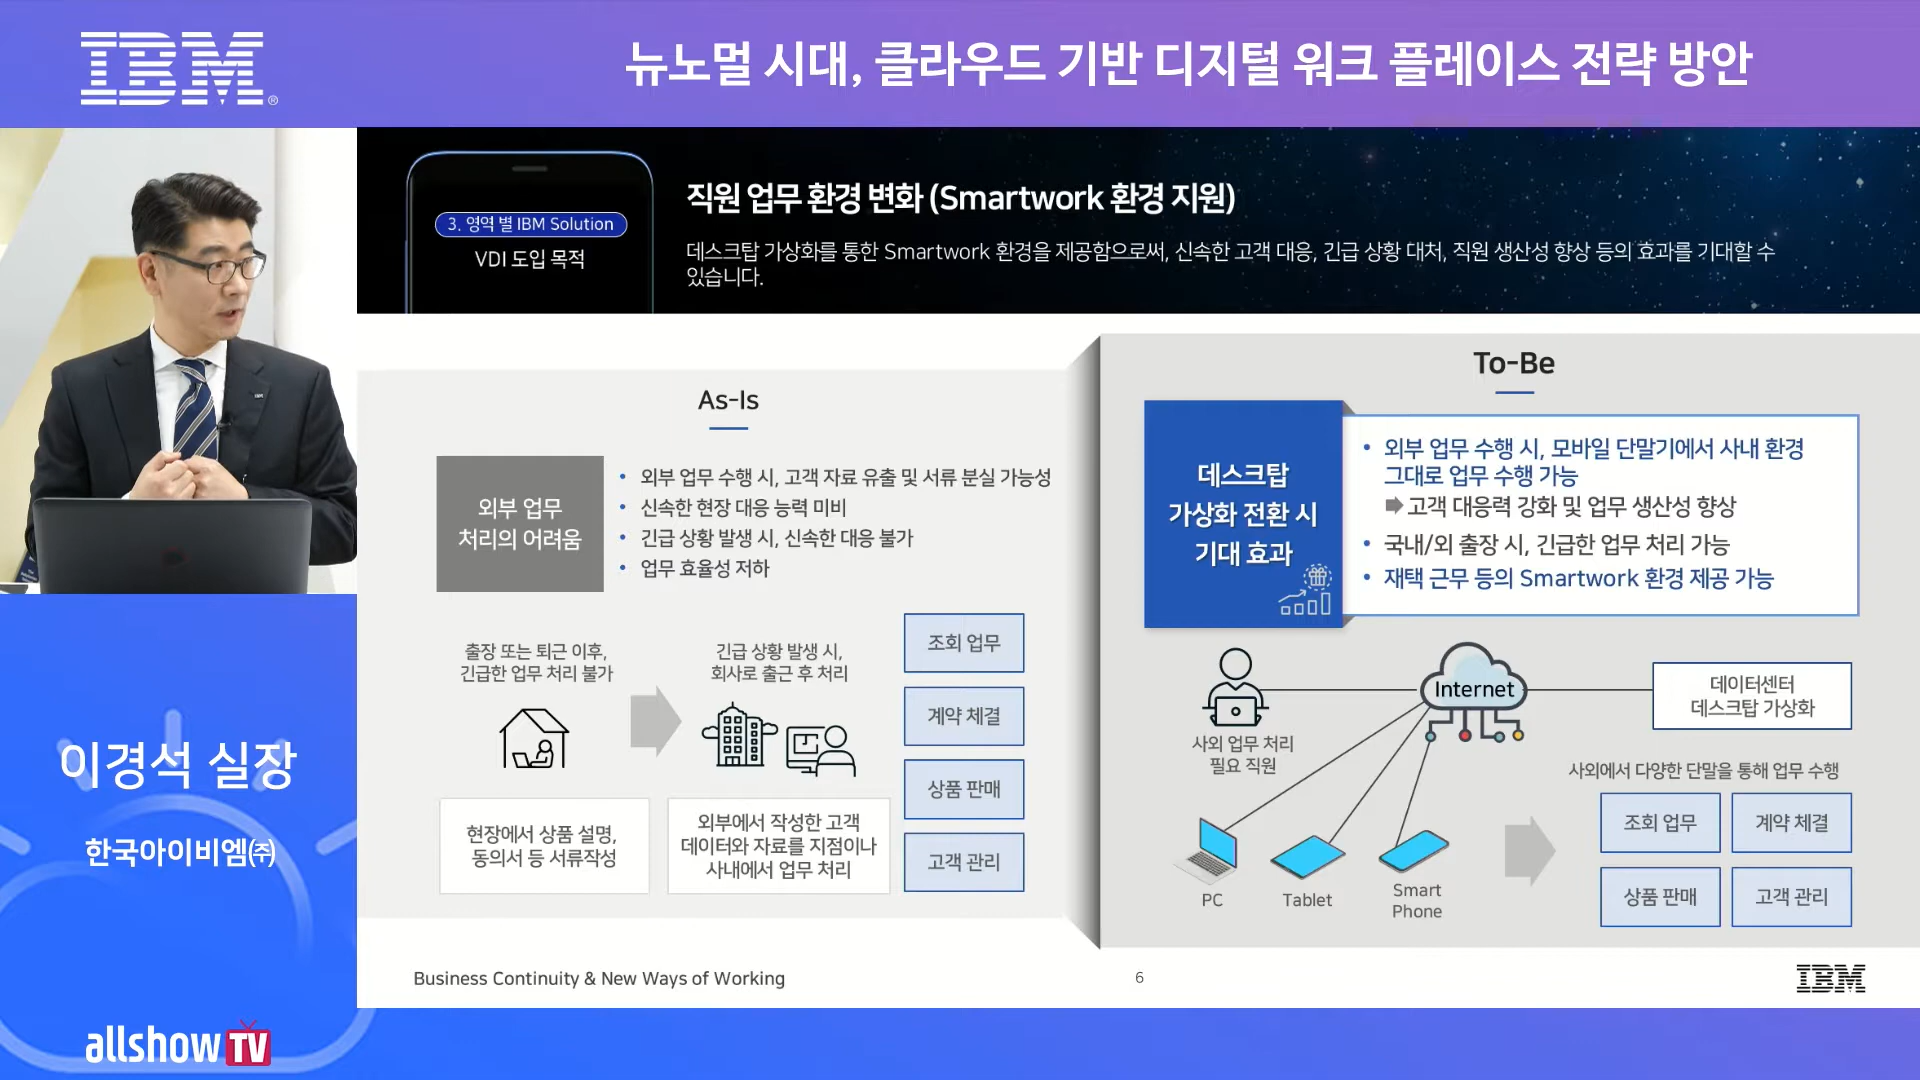 IBM
뉴노멀 시대, 클라우드 기반 디지털 워크 플레이스 전략 방안
3. 영역 별 IBM Solution
VDI 도입 목적
직원 업무 환경 변화 (Smartwork 환경 지원)
데스크탑 가상화를 통한 Smartwork 환경을 제공함으로써, 신속한 고객 대응, 긴급 상황 대처, 직원 생산성 향상 등의 효과를 기대할 수
있습니다.
As-Is
외부 업무
처리의 어려움
• 외부 업무 수행 시, 고객 자료 유출 및 서류 분실 가능성
• 신속한 현장 대응 능력 미비
• 긴급 상황 발생 시, 신속한 대응 불가
• 업무 효율성 저하
출장 또는 퇴근 이후,
긴급한 업무 처리 불가
긴급 상황 발생 시,
회사로 출근 후 처리
현장에서 상품 설명,
동의서 등 서류작성
외부에서 작성한 고객
데이터와 자료를 지점이나
사내에서 업무 처리
조회 업무
계약 체결
상품 판매
고객 관리
To-Be
데스크탑
가상화 전환 시
기대 효과
• 외부 업무 수행 시, 모바일 단말기에서 사내 환경
그대로 업무 수행 가능
➡ 고객 대응력 강화 및 업무 생산성 향상
• 국내/외 출장 시, 긴급한 업무 처리 가능
• 재택 근무 등의 Smartwork 환경 제공 가능
사외 업무 처리
필요 직원
Internet
데이터센터
데스크탑 가상화
PC
Tablet
Smart
Phone
사외에서 다양한 단말을 통해 업무 수행
조회 업무
계약 체결
상품 판매
고객 관리
Business Continuity & New Ways of Working
6
IBM
이경석 실장
한국아이비엠㈜
allshow TV